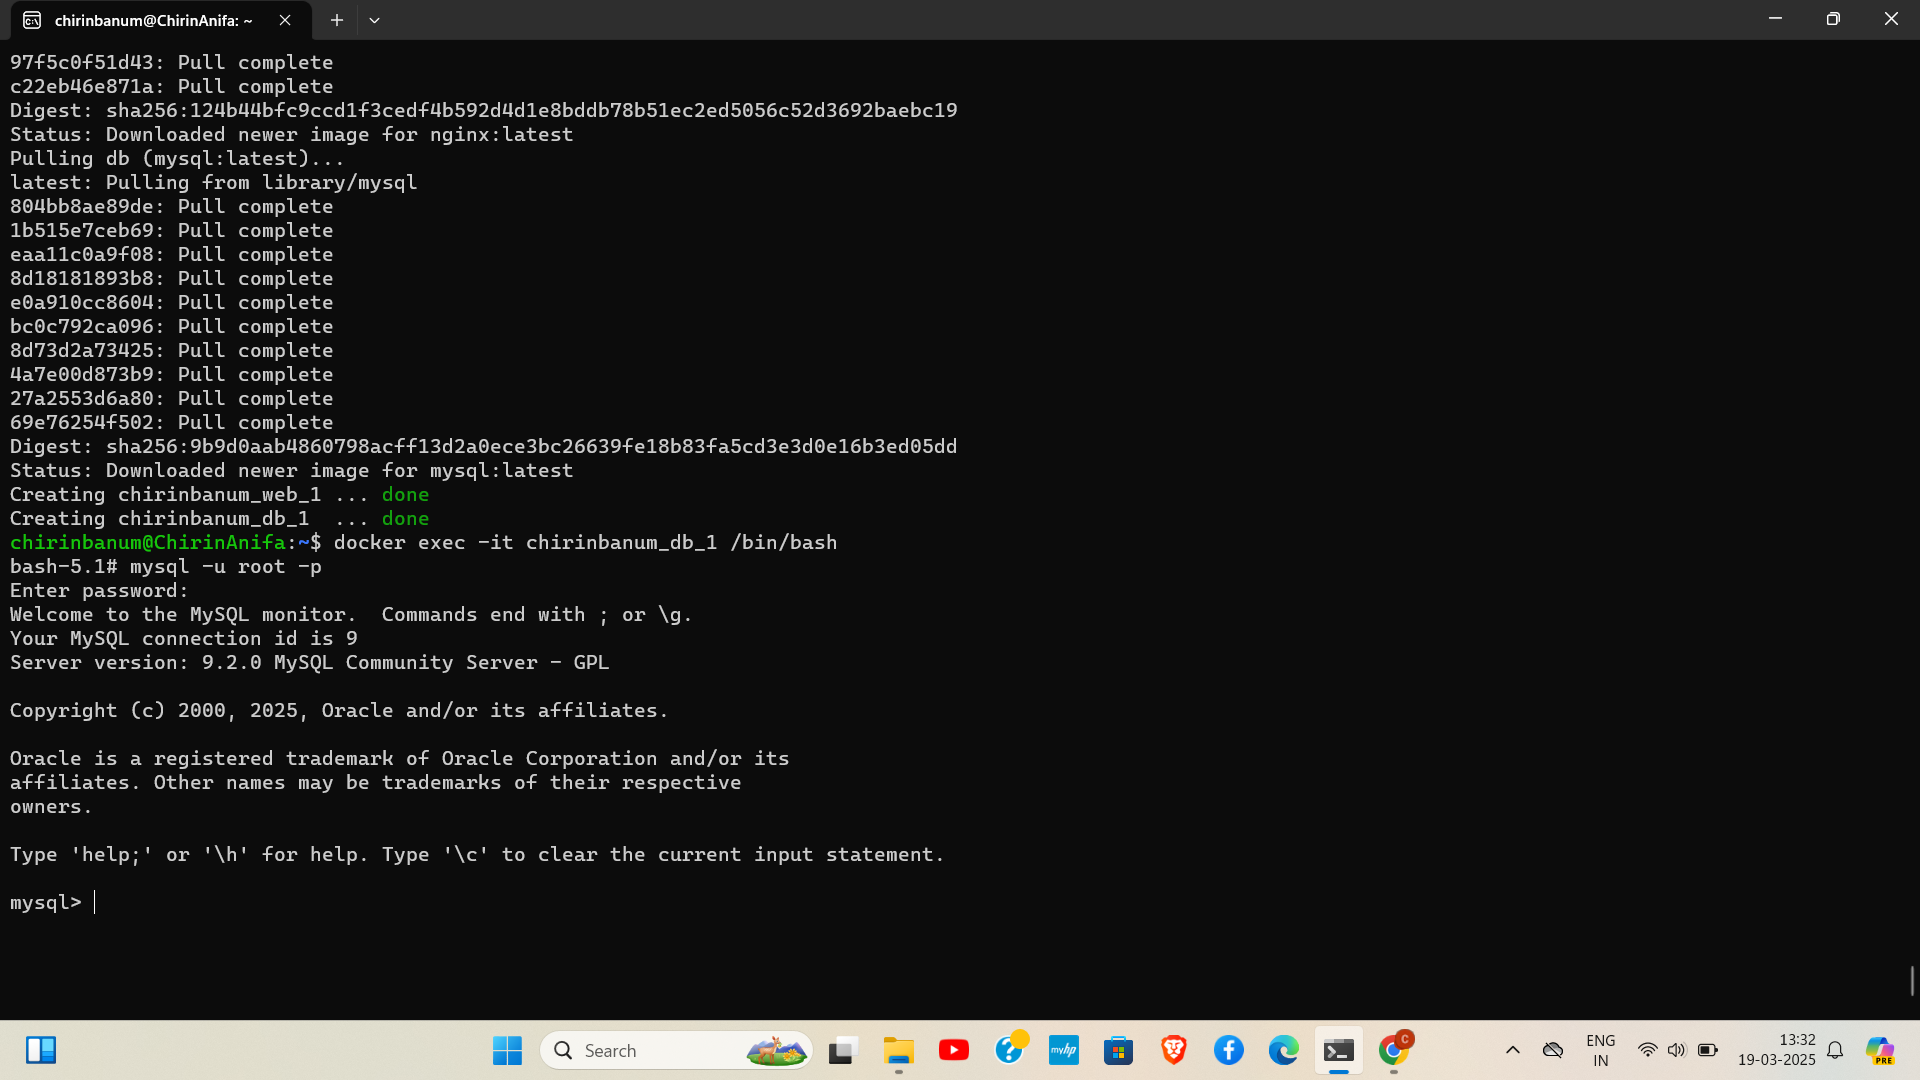 chirinbanum@ChirinAnifa: ~
97f5c0f51d43: Pull complete
c22eb46e871a: Pull complete
Digest: sha256:124b44bfc9ccd1f3cedf4b592d4d1e8bddb78b51ec2ed5056c52d3692baebc19
Status: Downloaded newer image for nginx:latest
Pulling db (mysql:latest)...
latest: Pulling from library/mysql
804bb8ae89de: Pull complete
1b515e7ceb69: Pull complete
eaa11c0a9f08: Pull complete
8d18181893b8: Pull complete
e0a910cc8604: Pull complete
bc0c792ca096: Pull complete
8d73d2a73425: Pull complete
4a7e00d873b9: Pull complete
27a2553d6a80: Pull complete
69e76254f502: Pull complete
Digest: sha256:9b9d0aab4860798acff13d2a0ece3bc26639fe18b83fa5cd3e3d0e16b3ed05dd
Status: Downloaded newer image for mysql:latest
Creating chirinbanum_web_1 ... done
Creating chirinbanum_db_1  ... done
chirinbanum@ChirinAnifa:~$ docker exec -it chirinbanum_db_1 /bin/bash
bash-5.1# mysql -u root -p
Enter password:
Welcome to the MySQL monitor.  Commands end with ; or \g.
Your MySQL connection id is 9
Server version: 9.2.0 MySQL Community Server - GPL
Copyright (c) 2000, 2025, Oracle and/or its affiliates.
Oracle is a registered trademark of Oracle Corporation and/or its
affiliates. Other names may be trademarks of their respective
owners.
Type 'help;' or '\h' for help. Type '\c' to clear the current input statement.
mysql>
Search
myhp
C
ENG
IN
13:32
19-03-2025
PRE